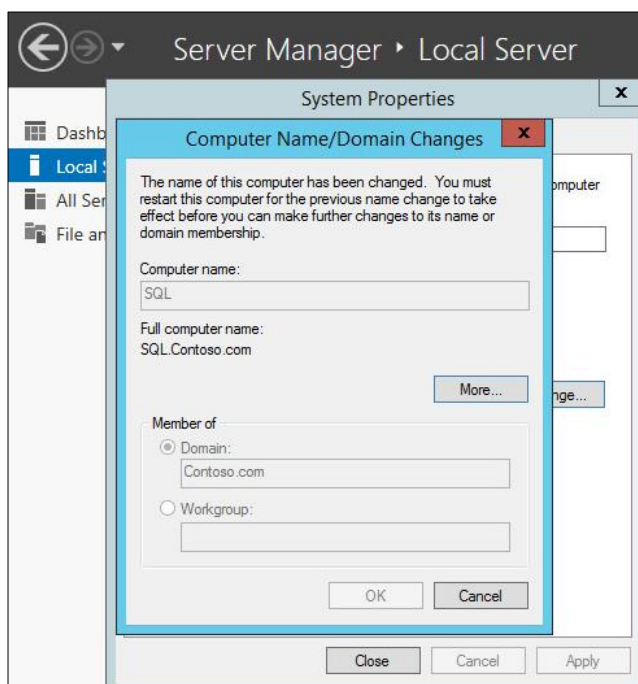 Server Manager ‣ Local Server
System Properties
x
Dashb
Local S
All Ser
File an
Computer Name/Domain Changes
x
The name of this computer has been changed. You must
restart this computer for the previous name change to take
effect before you can make further changes to its name or
domain membership.
omputer
Computer name:
SQL
Full computer name:
SQL.Contoso.com
More...
nge...
Member of
Domain:
Contoso.com
Workgroup:
OK
Cancel
Close
Cancel
Apply